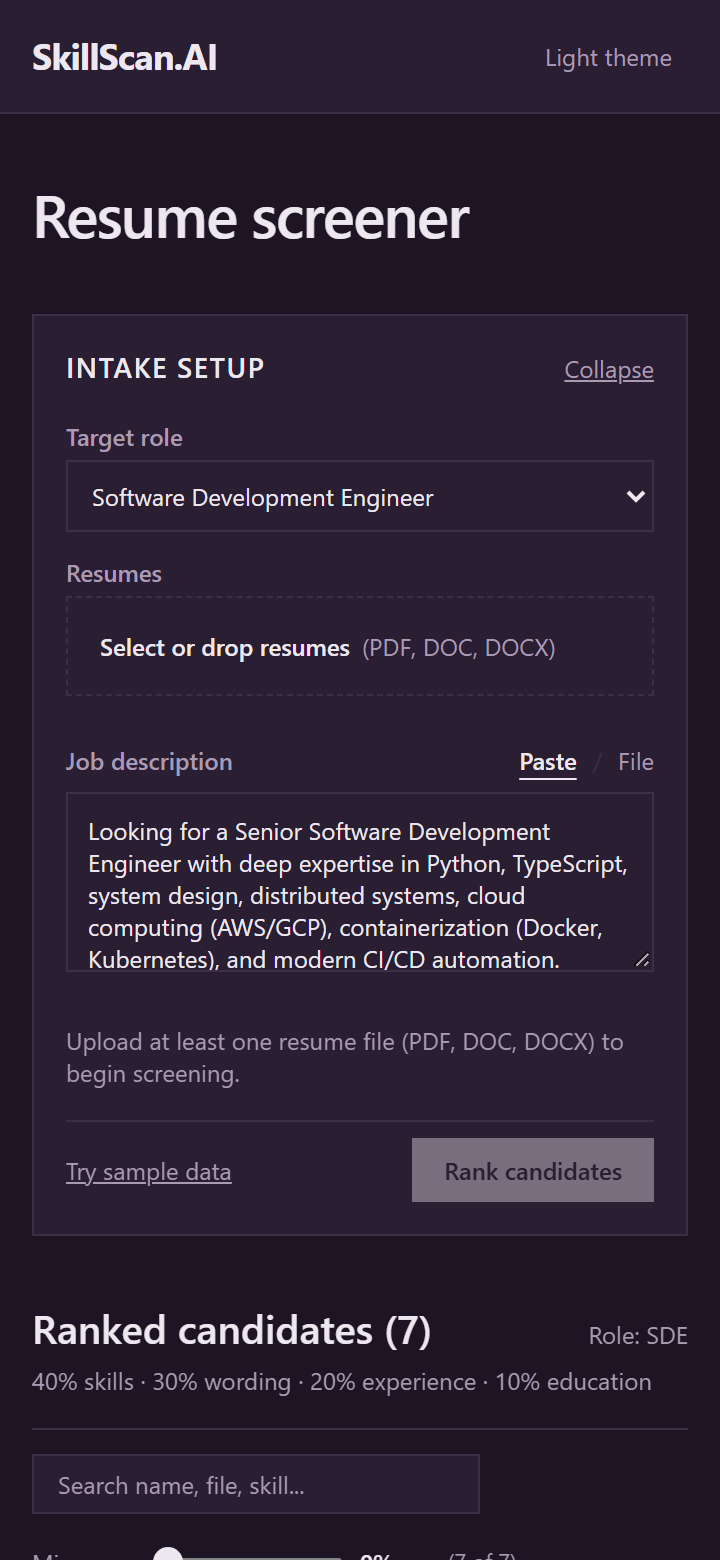 SkillScan.AI
Light theme
Resume screener
INTAKE SETUP
Collapse
Target role
Software Development Engineer
Resumes
Select or drop resumes (PDF, DOC, DOCX)
Job description
Paste / File
Looking for a Senior Software Development
Engineer with deep expertise in Python, TypeScript,
system design, distributed systems, cloud
computing (AWS/GCP), containerization (Docker,
Kubernetes), and modern CI/CD automation.
Upload at least one resume file (PDF, DOC, DOCX) to
begin screening.
Try sample data
Rank candidates
Ranked candidates (7)
Role: SDE
40% skills · 30% wording · 20% experience · 10% education
Search name, file, skill...
0% (7 of 7)